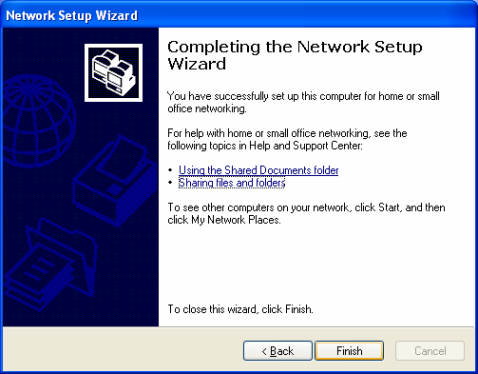 Network Setup Wizard
Completing the Network Setup
Wizard
You have successfully set up this computer for home or small
office networking.
For help with home or small office networking, see the
following topics in Help and Support Center:
• Using the Shared Documents folder
• Sharing files and folders
To see other computers on your network, click Start, and then
click My Network Places.
To close this wizard, click Finish.
< Back Finish Cancel